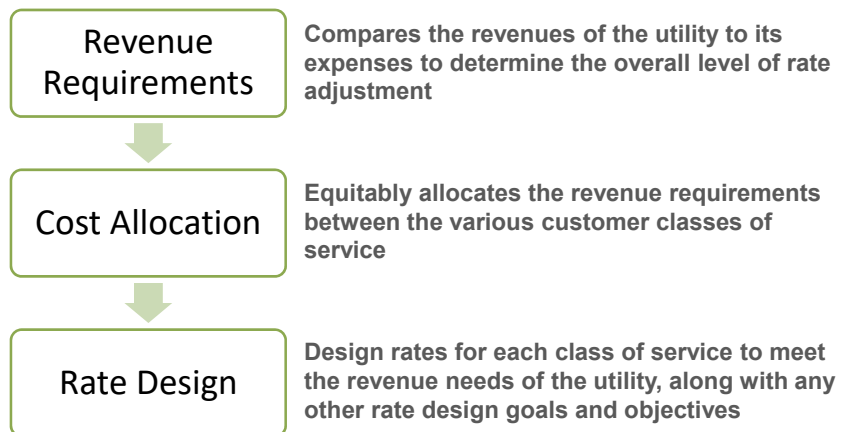 Revenue
Requirements
Compares the revenues of the utility to its
expenses to determine the overall level of rate
adjustment
Cost Allocation
Equitably allocates the revenue requirements
between the various customer classes of
service
Rate Design
Design rates for each class of service to meet
the revenue needs of the utility, along with any
other rate design goals and objectives